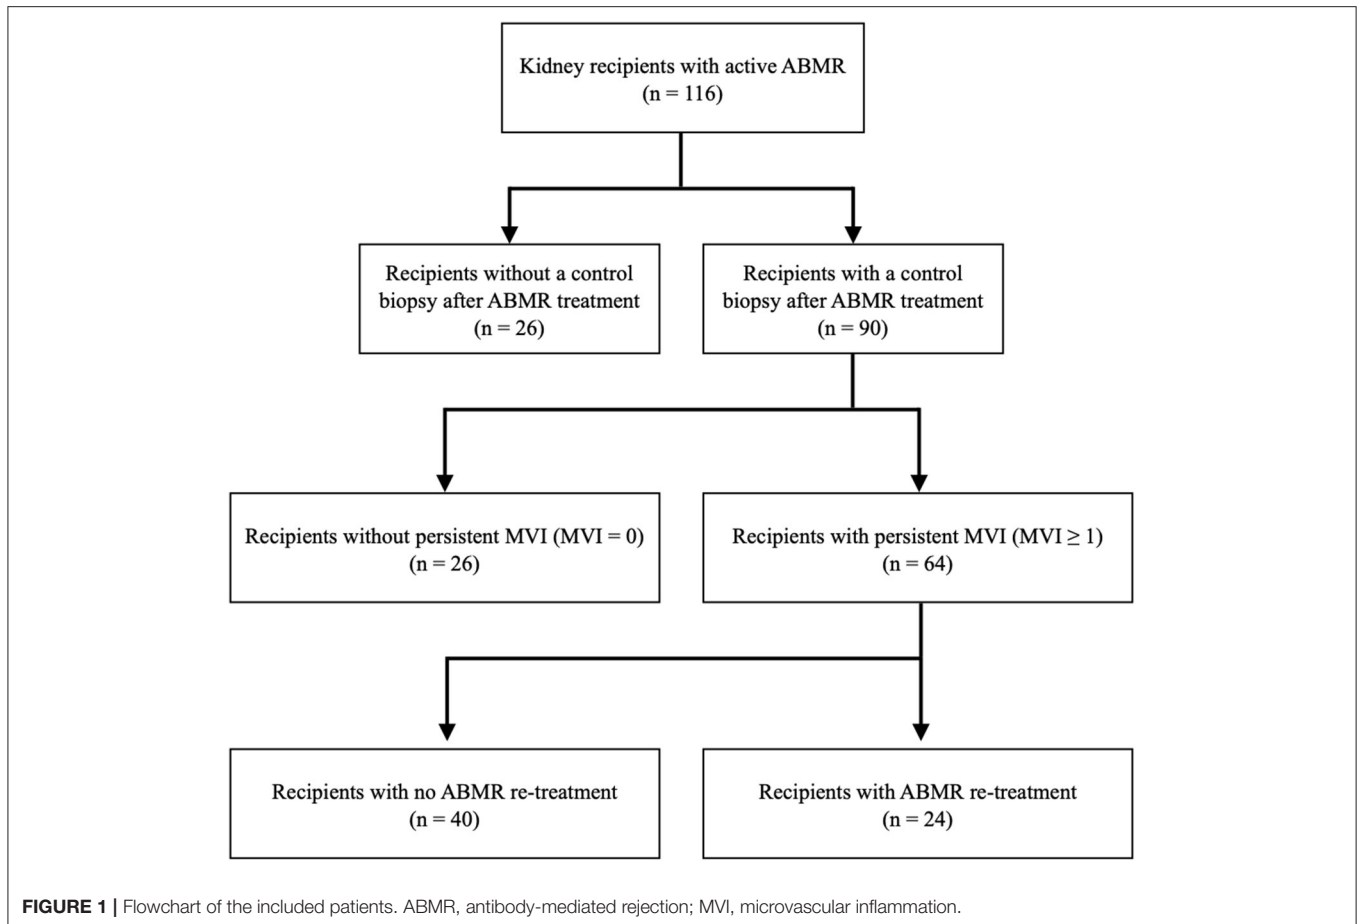 Kidney recipients with active ABMR
(n = 116)
Recipients without a control
biopsy after ABMR treatment
(n = 26)
Recipients with a control
biopsy after ABMR treatment
(n = 90)
Recipients without persistent MVI (MVI = 0)
(n = 26)
Recipients with persistent MVI (MVI ≥ 1)
(n = 64)
Recipients with no ABMR re-treatment
(n = 40)
Recipients with ABMR re-treatment
(n = 24)
FIGURE 1 | Flowchart of the included patients. ABMR, antibody-mediated rejection; MVI, microvascular inflammation.